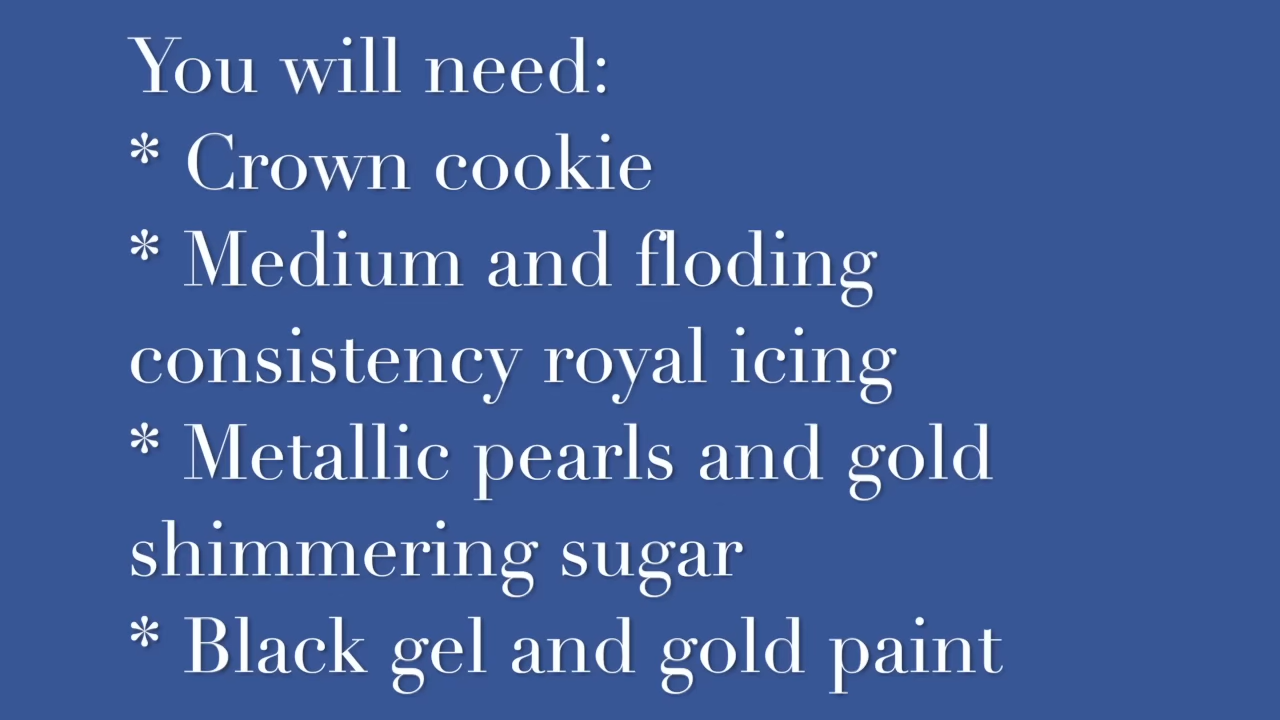 You will need:
* Crown cookie
* Medium and floding
consistency royal icing
* Metallic pearls and gold
shimmering sugar
* Black gel and gold paint